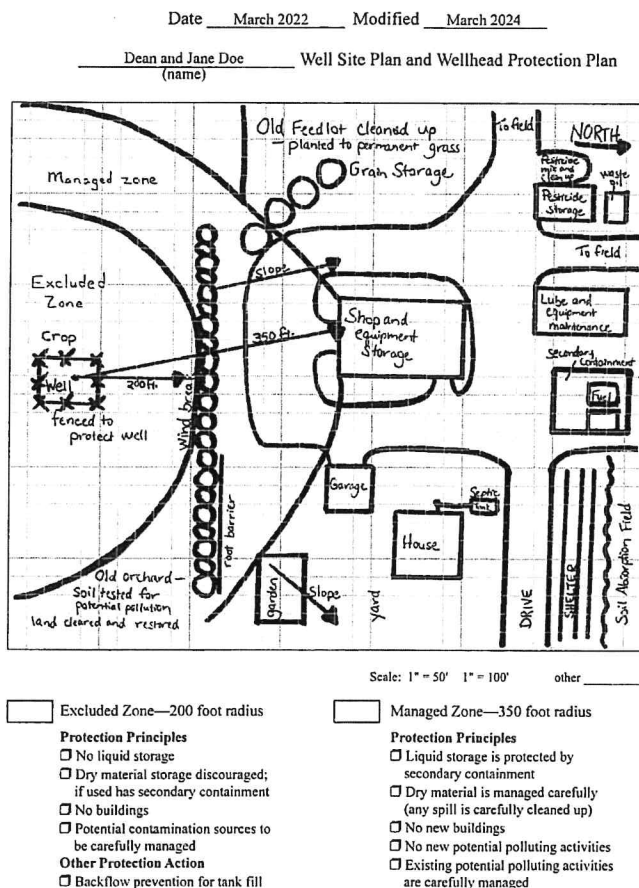 Date March 2022 Modified March 2024
Dean and Jane Doe Well Site Plan and Wellhead Protection Plan
(name)
Old Feedlot cleaned up
planted to permanent grass
To field
NORTH
Managed zone
Grain Storage
Pesticide
mix and
clean up
Pesticide
storage
waste
oil
To field
Slope
Excluded
Zone
Shop and
equipment
Storage
Lube and
equipment
maintenance
350 ft.
Crop
Well
200ft.
fenced to
protect well
Wind break
Secondary
Containment
Fuel
Garage
Septic
Tank
root barrier
House
Old orchard—
Soil tested for
potential pollution
land cleared and restored
garden
Slope
yard
DRIVE
SHELTER
Soil Absorption Field
Scale: 1" = 50' 1" = 100' other
Excluded Zone—200 foot radius
Protection Principles
No liquid storage
Dry material storage discouraged;
if used has secondary containment
No buildings
Potential contamination sources to
be carefully managed
Other Protection Action
Backflow prevention for tank fill
Managed Zone—350 foot radius
Protection Principles
Liquid storage is protected by
secondary containment
Dry material is managed carefully
(any spill is carefully cleaned up)
No new buildings
No new potential polluting activities
Existing potential polluting activities
are carefully managed